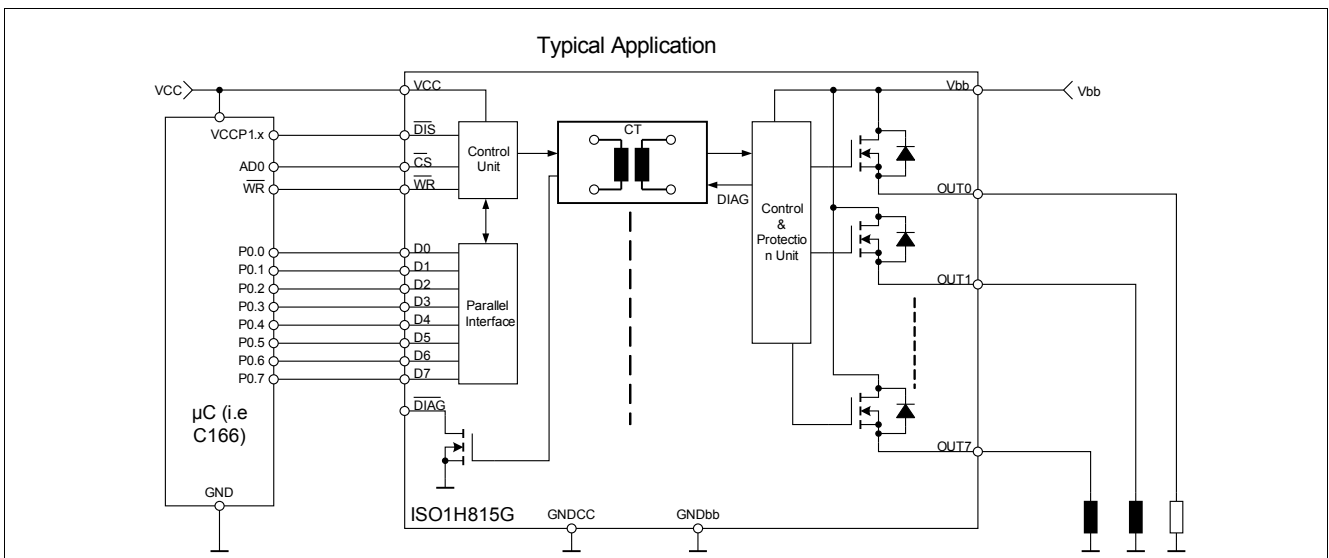 Typical Application
VCC
VCC
Vbb
Vbb
VCCP1.x
DIS
Control
Unit
CT
AD0
CS
WR
WR
DIAG
OUT0
Control
&
Protectio
n Unit
P0.0
D0
P0.1
D1
P0.2
D2
P0.3
D3
P0.4
D4
P0.5
D5
P0.6
D6
P0.7
D7
Parallel
Interface
OUT1
DIAG
µC (i.e
C166)
OUT7
GND
ISO1H815G
GNDCC
GNDbb